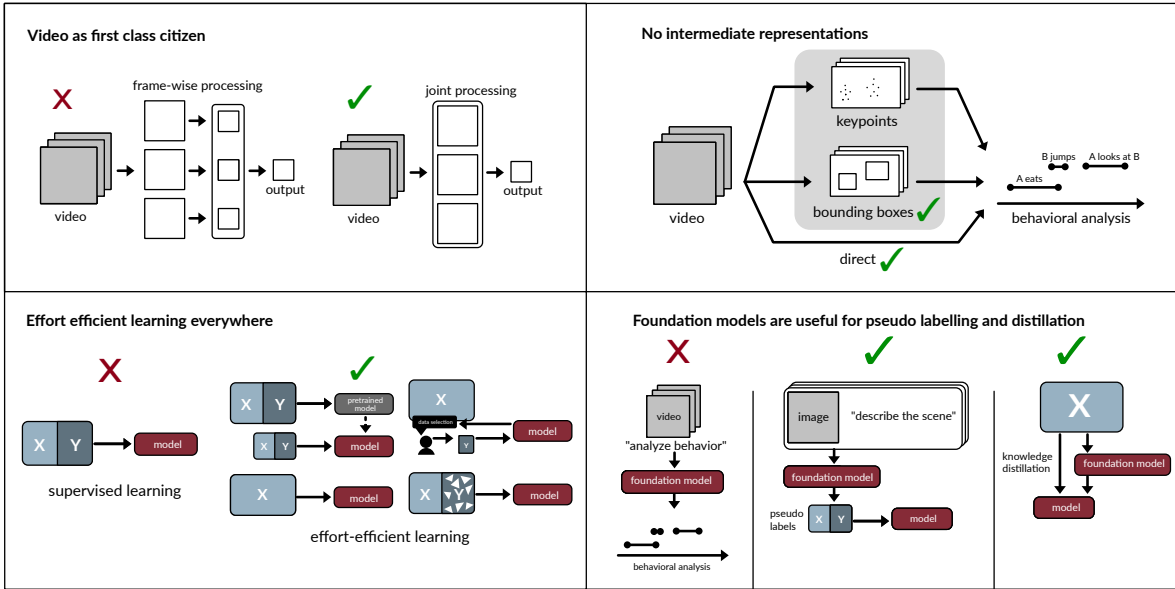 Video as first class citizen
X
frame-wise processing
video
output
joint processing
video
output
No intermediate representations
video
keypoints
bounding boxes
direct
B jumps
A looks at B
A eats
behavioral analysis
Effort efficient learning everywhere
X
X Y
model
supervised learning
X Y
pretrained
model
X Y
model
X
model
X
data selection
Y
model
X Y
model
effort-efficient learning
Foundation models are useful for pseudo labelling and distillation
X
video
"analyze behavior"
foundation model
behavioral analysis
image
"describe the scene"
foundation model
pseudo
labels
X Y
model
X
knowledge
distillation
foundation model
model